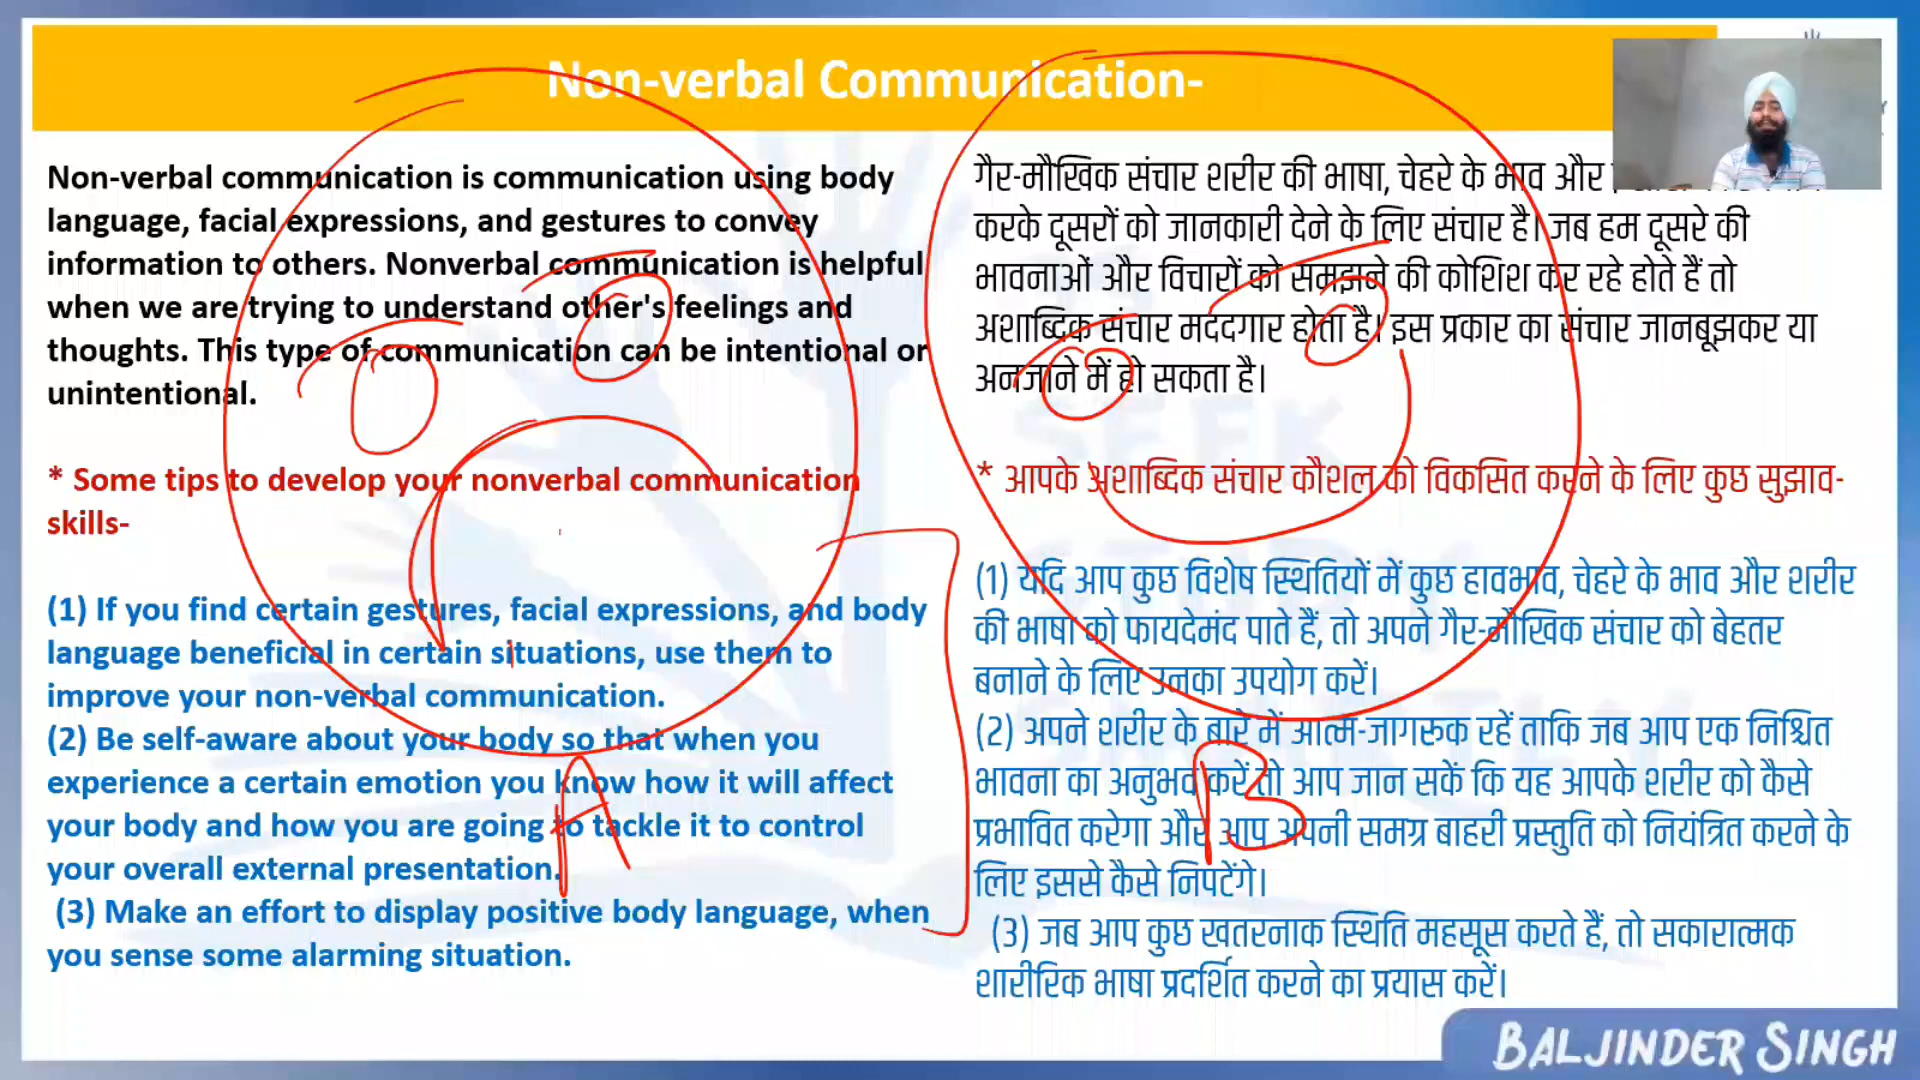 Non-verbal Communication-
Non-verbal communication is communication using body
language, facial expressions, and gestures to convey
information to others. Nonverbal communication is helpful
when we are trying to understand other's feelings and
thoughts. This type of communication can be intentional or
unintentional.
* Some tips to develop your nonverbal communication
skills-
(1) If you find certain gestures, facial expressions, and body
language beneficial in certain situations, use them to
improve your non-verbal communication.
(2) Be self-aware about your body so that when you
experience a certain emotion you know how it will affect
your body and how you are going to tackle it to control
your overall external presentation.
(3) Make an effort to display positive body language, when
you sense some alarming situation.
गैर-मौखिक संचार शरीर की भाषा, चेहरे के भाव और
करके दूसरों को जानकारी देने के लिए संचार है। जब हम दूसरे की
भावनाओं और विचारों को समझने की कोशिश कर रहे होते हैं तो
अशाब्दिक संचार मददगार होता है। इस प्रकार का संचार जानबूझकर या
अनजाने में हो सकता है।
* आपके अशाब्दिक संचार कौशल को विकसित करने के लिए कुछ सुझाव-
(1) यदि आप कुछ विशेष स्थितियों में कुछ हावभाव, चेहरे के भाव और शरीर
की भाषा को फायदेमंद पाते हैं, तो अपने गैर-मौखिक संचार को बेहतर
बनाने के लिए उनका उपयोग करें।
(2) अपने शरीर के बारे में आत्म-जागरूक रहें ताकि जब आप एक निश्चित
भावना का अनुभव करें तो आप जान सकें कि यह आपके शरीर को कैसे
प्रभावित करेगा और आप अपनी समग्र बाहरी प्रस्तुति को नियंत्रित करने के
लिए इससे कैसे निपटेंगे।
(3) जब आप कुछ खतरनाक स्थिति महसूस करते हैं, तो सकारात्मक
शारीरिक भाषा प्रदर्शित करने का प्रयास करें।
A
B
SEEK
BALJINDER SINGH